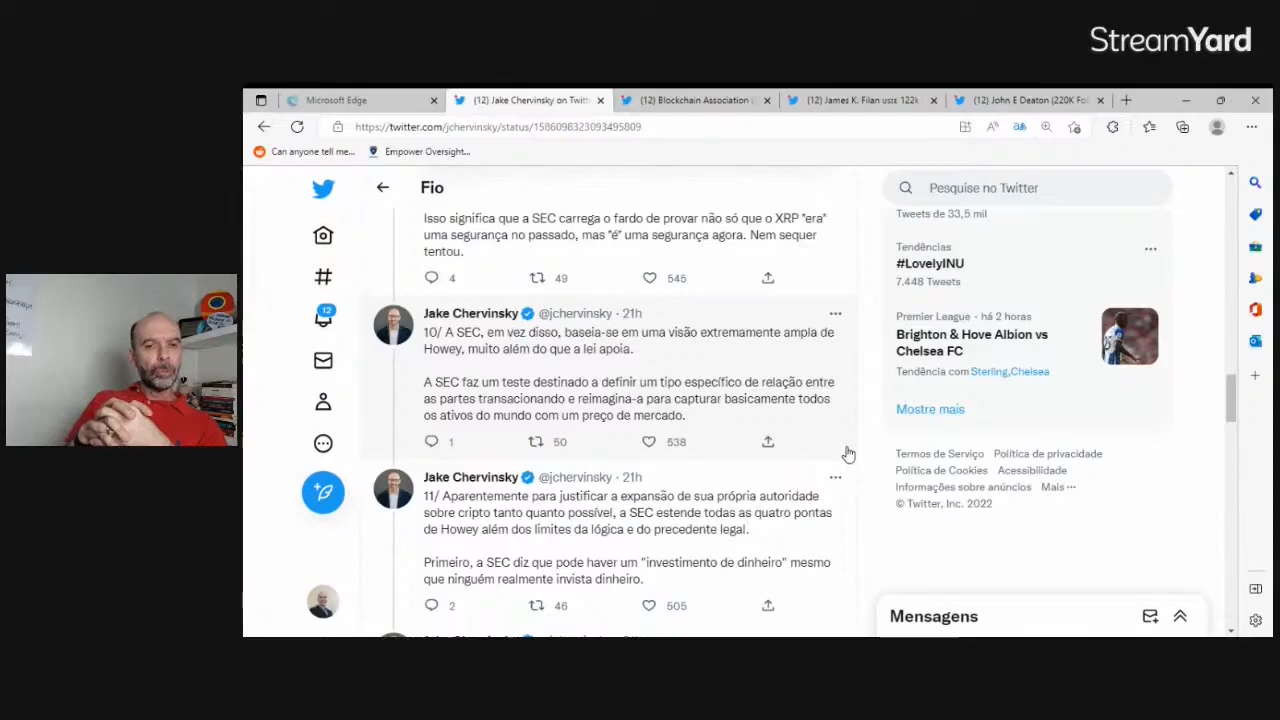 StreamYard
Microsoft Edge
(12) Jake Chervinsky on Twitt
(12) Blockchain Association
(12) James K. Filan 122k
(12) John E Deaton (220K Fol
https://twitter.com/jchervinsky/status/1586098323093495809
Can anyone tell me...
Empower Oversight...
Fio
Pesquise no Twitter
Isso significa que a SEC carrega o fardo de provar não só que o XRP "era"
uma segurança no passado, mas "é" uma segurança agora. Nem sequer
tentou.
4 49 545
Jake Chervinsky @jchervinsky · 21h
10/ A SEC, em vez disso, baseia-se em uma visão extremamente ampla de
Howey, muito além do que a lei apoia.
A SEC faz um teste destinado a definir um tipo específico de relação entre
as partes transacionando e reimagina-a para capturar basicamente todos
os ativos do mundo com um preço de mercado.
1 50 538
Jake Chervinsky @jchervinsky · 21h
11/ Aparentemente para justificar a expansão de sua própria autoridade
sobre cripto tanto quanto possível, a SEC estende todas as quatro pontas
de Howey além dos limites da lógica e do precedente legal.
Primeiro, a SEC diz que pode haver um "investimento de dinheiro" mesmo
que ninguém realmente invista dinheiro.
2 46 505
12
Tweets de 33,5 mil
Tendências
#LovelyINU
7.448 Tweets
Premier League · há 2 horas
Brighton & Hove Albion vs
Chelsea FC
Tendência com Sterling,Chelsea
Mostre mais
Termos de Serviço Política de privacidade
Política de Cookies Acessibilidade
Informações sobre anúncios Mais ···
© Twitter, Inc. 2022
Mensagens